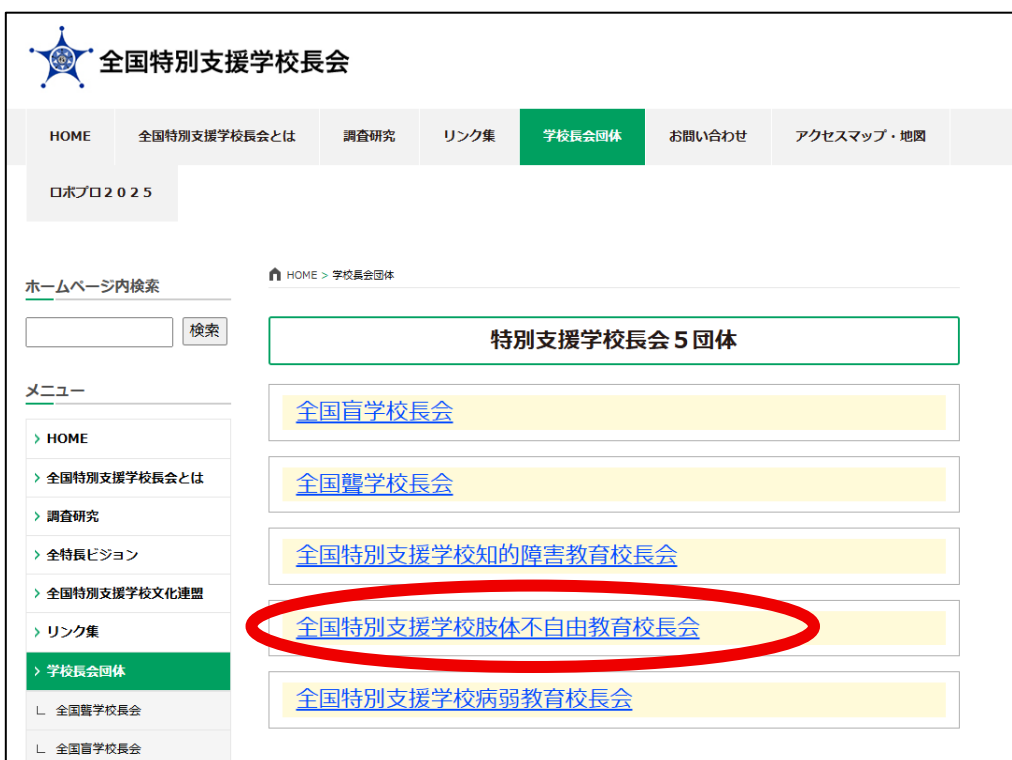 全国特別支援学校長会
HOME 全国特別支援学校長会とは 調査研究 リンク集 学校長会団体 お問い合わせ アクセスマップ・地図
ロボプロ２０２５
ホームページ内検索
検索
メニュー
HOME
全国特別支援学校長会とは
調査研究
全特長ビジョン
全国特別支援学校文化連盟
リンク集
学校長会団体
全国聾学校長会
全国盲学校長会
HOME > 学校長会団体
特別支援学校長会５団体
全国盲学校長会
全国聾学校長会
全国特別支援学校知的障害教育校長会
全国特別支援学校肢体不自由教育校長会
全国特別支援学校病弱教育校長会